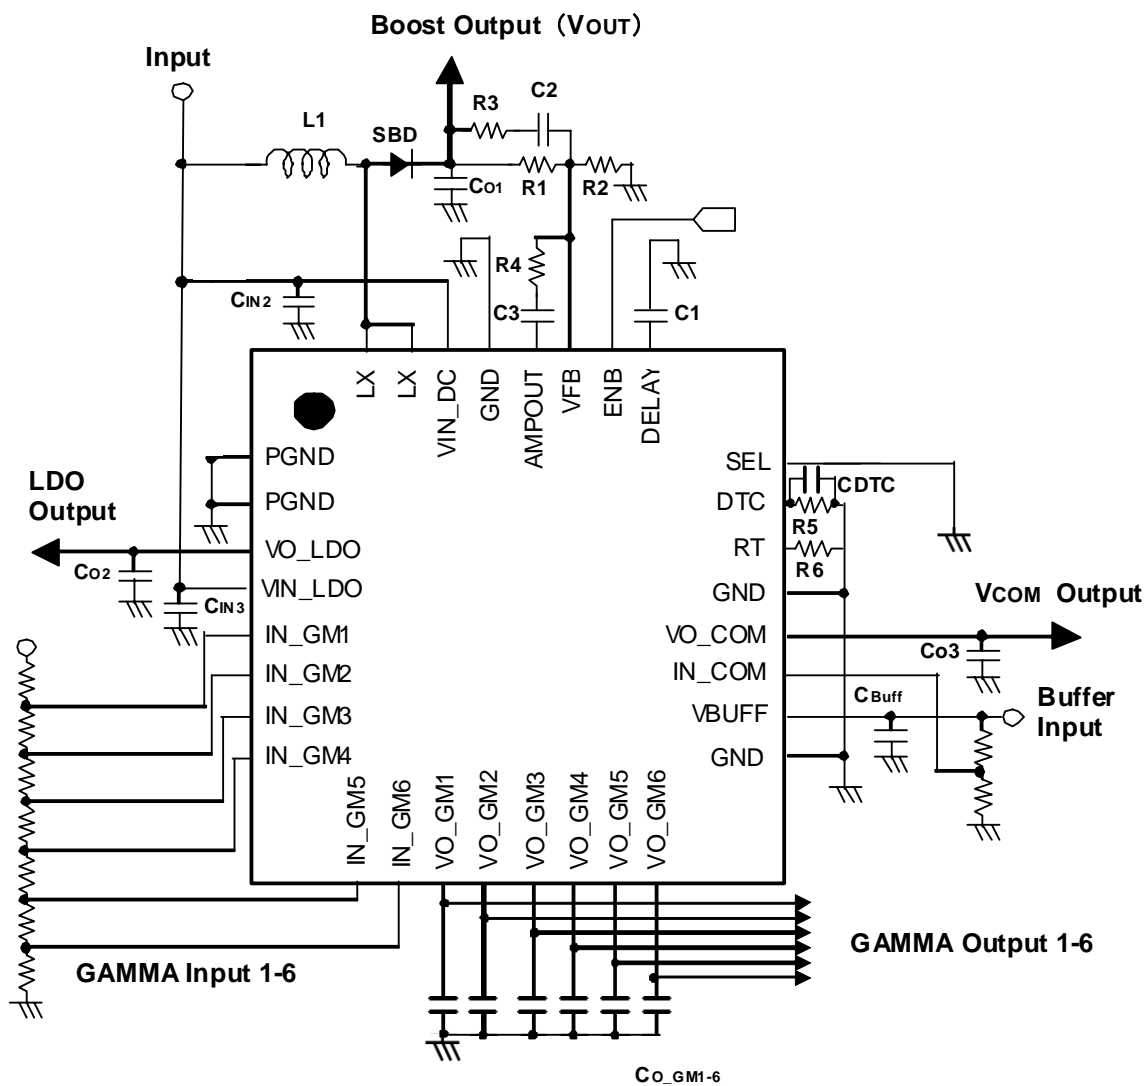 Boost Output (VOUT)
Input
L1
SBD
R3
C2
CO1
R1
R2
R4
C3
C1
CIN2
LX
LX
VIN_DC
GND
AMPOUT
VFB
ENB
DELAY
PGND
PGND
VO_LDO
VIN_LDO
IN_GM1
IN_GM2
IN_GM3
IN_GM4
LDO
Output
CO2
CIN3
SEL
DTC
RT
GND
VO_COM
IN_COM
VBUFF
GND
CDTC
R5
R6
VCOM Output
Co3
CBuff
Buffer
Input
IN_GM5
IN_GM6
VO_GM1
VO_GM2
VO_GM3
VO_GM4
VO_GM5
VO_GM6
GAMMA Input 1-6
GAMMA Output 1-6
CO_GM1-6